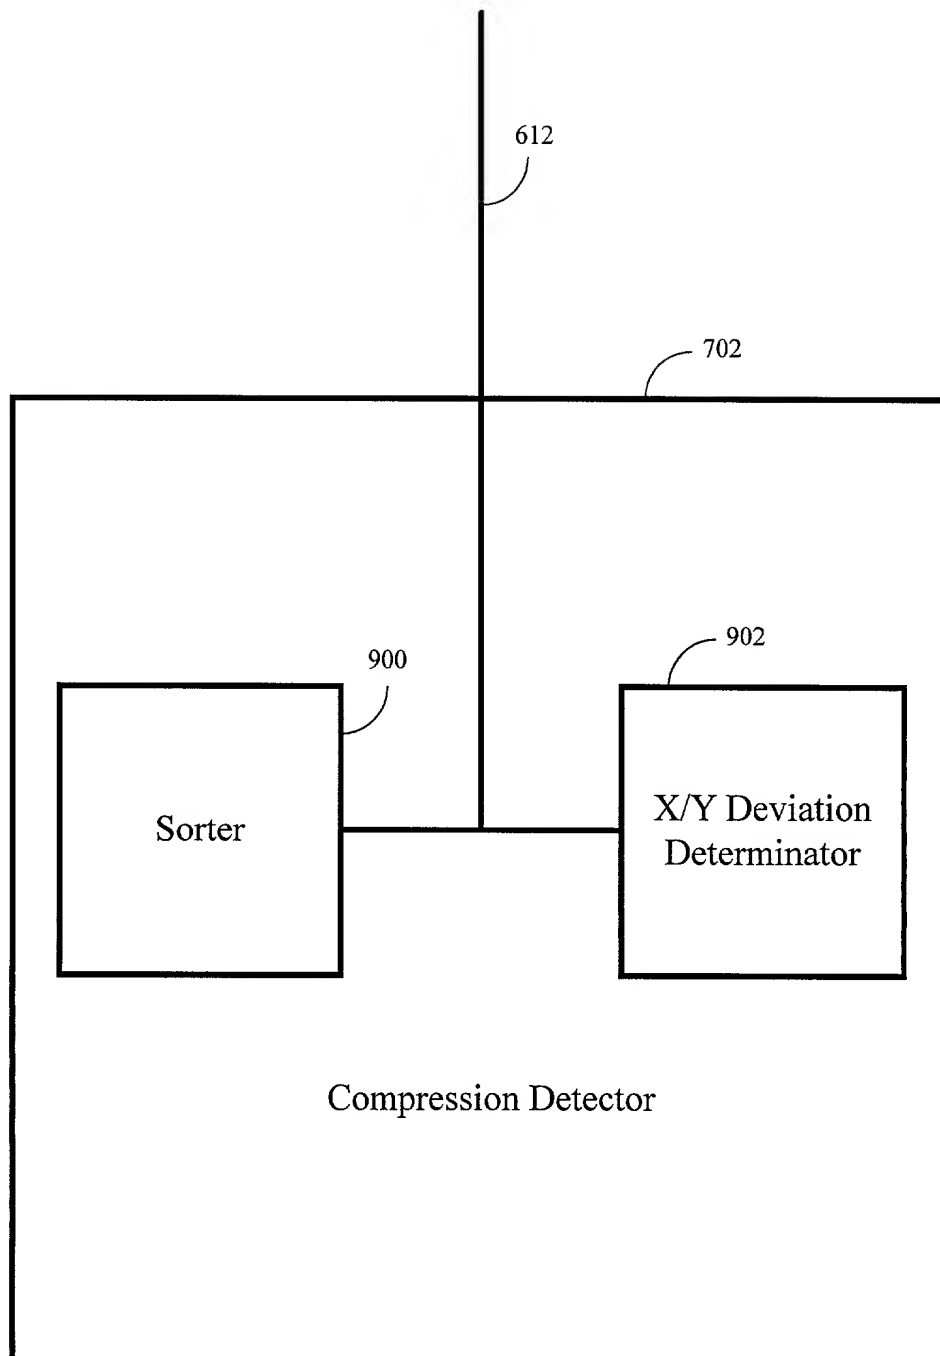 612
702
902
900
X/Y Deviation
Determinator
Sorter
Compression Detector